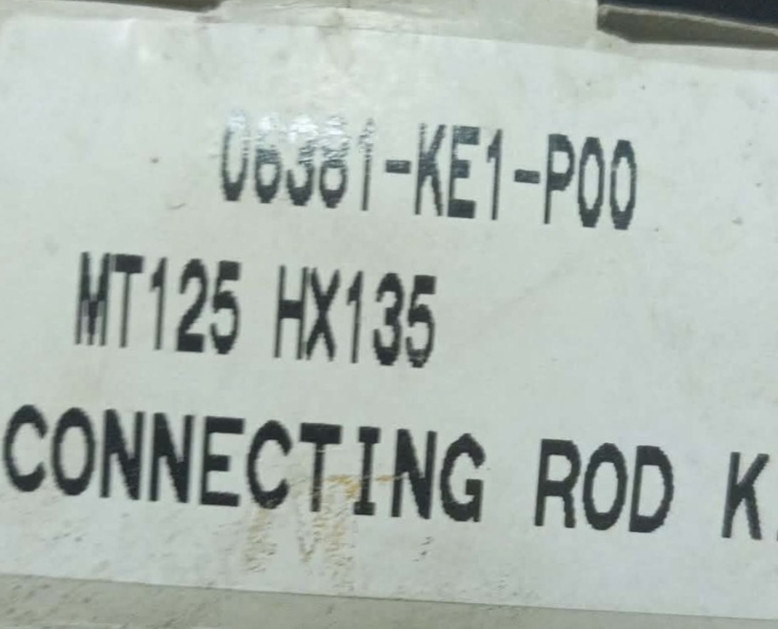 06381-KE1-P00
MT125 HX135
CONNECTING ROD K